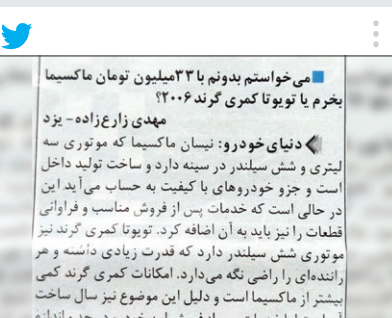 می‌خواستم بدونم با ۳۳میلیون تومان ماکسیما
بخرم یا تویوتا کمری گرند۲۰۰۶؟
مهدی زارع‌زاده- یزد
دنیای‌خودرو: نیسان ماکسیما که موتوری سه
لیتری و شش سیلندر در سینه دارد و ساخت تولید داخل
است و جزو خودروهای با کیفیت به حساب می‌آید این
در حالی است که خدمات پس از فروش مناسب و فراوانی
قطعات را نیز باید به آن اضافه کرد. تویوتا کمری گرند نیز
موتوری شش سیلندر دارد که قدرت زیادی داشته و هر
راننده‌ای را راضی نگه می‌دارد. امکانات کمری گرند کمی
بیشتر از ماکسیما است و دلیل این موضوع نیز سال ساخت